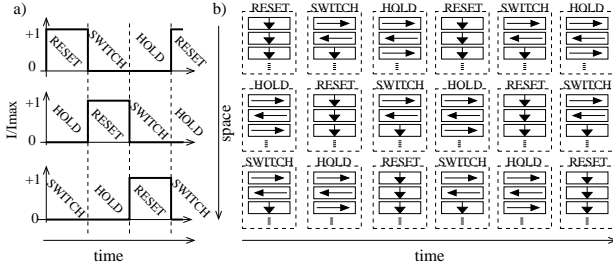 a)
I/Imax
+1
0
RESET
SWITCH
HOLD
RESET
+1
0
HOLD
RESET
SWITCH
HOLD
+1
0
SWITCH
HOLD
RESET
SWITCH
time
b)
space
RESET SWITCH HOLD RESET SWITCH HOLD
HOLD RESET SWITCH HOLD RESET SWITCH
SWITCH HOLD RESET SWITCH HOLD RESET
time